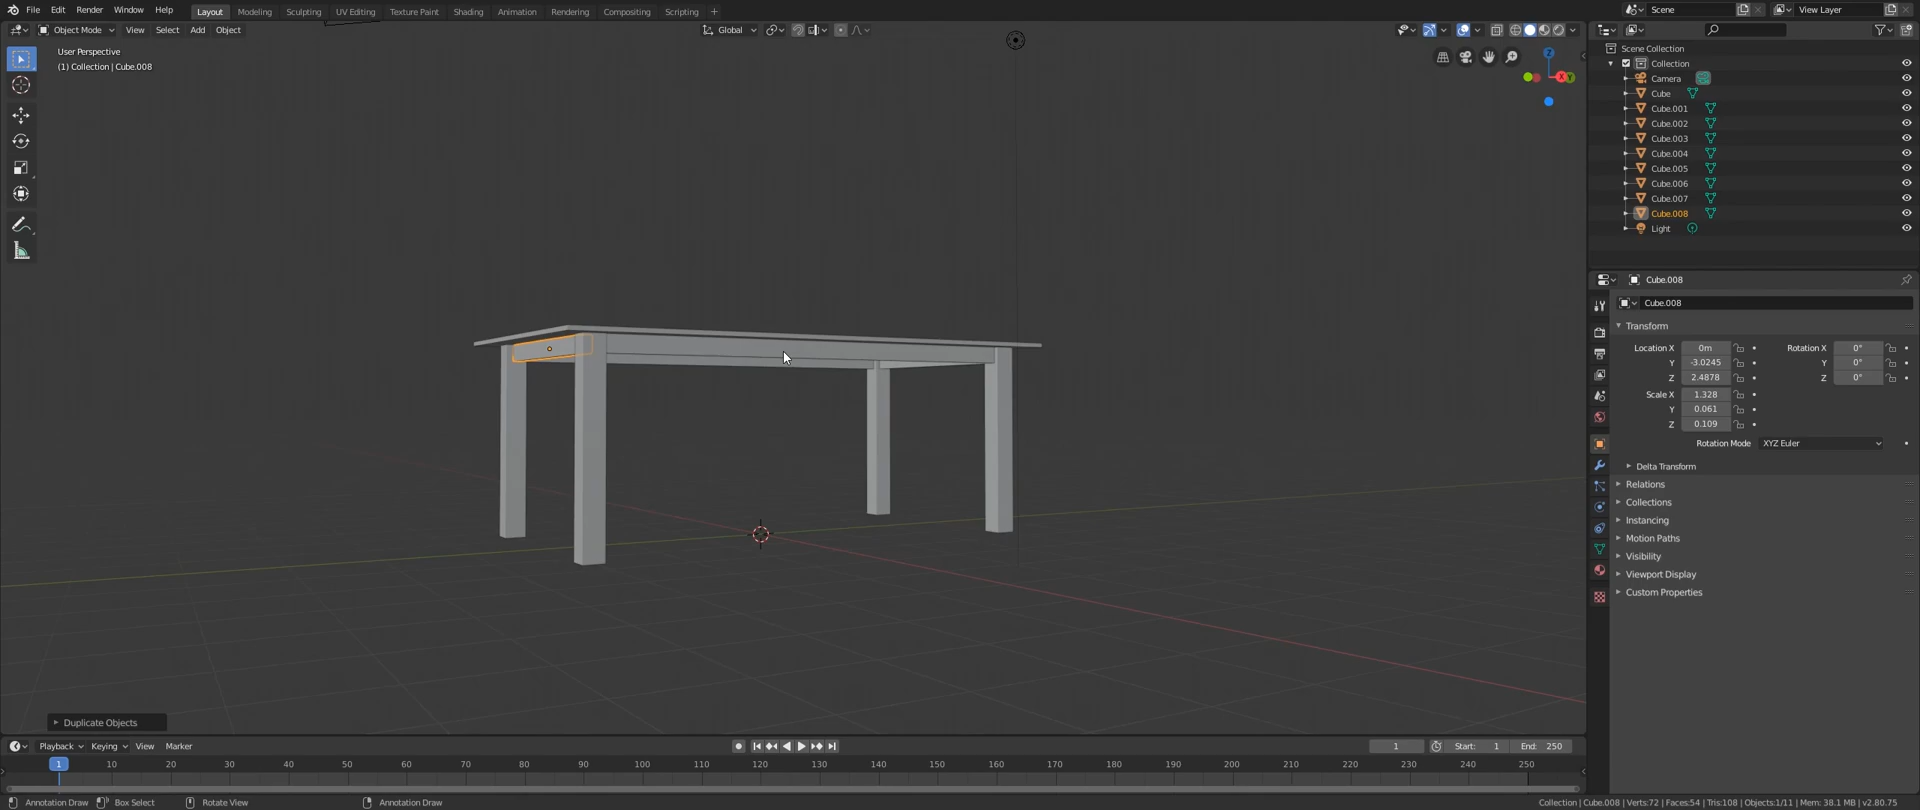 File Edit Render Window Help Layout Modeling Sculpting UV Editing Texture Paint Shading Animation Rendering Compositing Scripting + Scene View Layer
Object Mode View Select Add Object Global
User Perspective
(1) Collection | Cube.008
Z
X
Y
Duplicate Objects
Scene Collection
Collection
Camera
Cube
Cube.001
Cube.002
Cube.003
Cube.004
Cube.005
Cube.006
Cube.007
Cube.008
Light
Cube.008
Cube.008
Transform
Location X 0m Rotation X 0°
Y -3.0245 Y 0°
Z 2.4878 Z 0°
Scale X 1.328
Y 0.061
Z 0.109
Rotation Mode XYZ Euler
Delta Transform
Relations
Collections
Instancing
Motion Paths
Visibility
Viewport Display
Custom Properties
Playback Keying View Marker 1 Start: 1 End: 250
1 10 20 30 40 50 60 70 80 90 100 110 120 130 140 150 160 170 180 190 200 210 220 230 240 250
Annotation Draw Box Select Rotate View Annotation Draw Collection | Cube.008 | Verts:72 | Faces:54 | Tris:108 | Objects:1/11 | Mem: 38.1 MB | v2.80.75